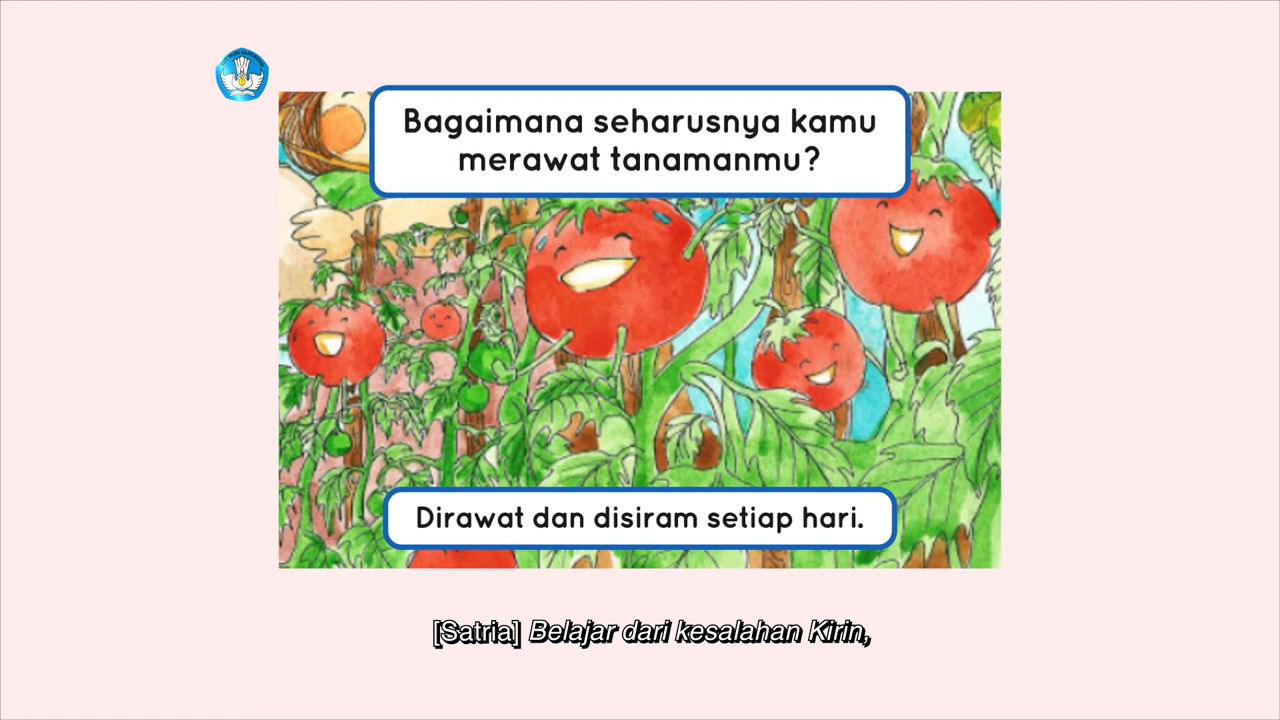 Bagaimana seharusnya kamu
merawat tanamanmu?
Dirawat dan disiram setiap hari.
[Satria] Belajar dari kesalahan Kirin,